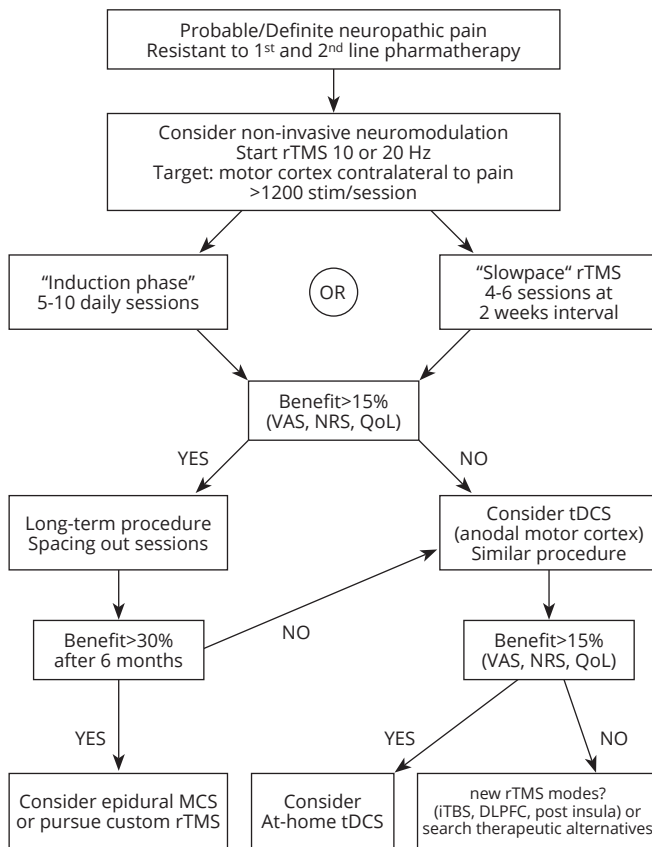 Probable/Definite neuropathic pain
Resistant to 1st and 2nd line pharmatherapy
Consider non-invasive neuromodulation
Start rTMS 10 or 20 Hz
Target: motor cortex contralateral to pain
>1200 stim/session
“Induction phase”
5-10 daily sessions
OR
“Slowpace“ rTMS
4-6 sessions at
2 weeks interval
Benefit>15%
(VAS, NRS, QoL)
YES
NO
Long-term procedure
Spacing out sessions
Consider tDCS
(anodal motor cortex)
Similar procedure
Benefit>30%
after 6 months
NO
Benefit>15%
(VAS, NRS, QoL)
YES
YES
NO
Consider epidural MCS
or pursue custom rTMS
Consider
At-home tDCS
new rTMS modes?
(iTBS, DLPFC, post insula) or
search therapeutic alternatives